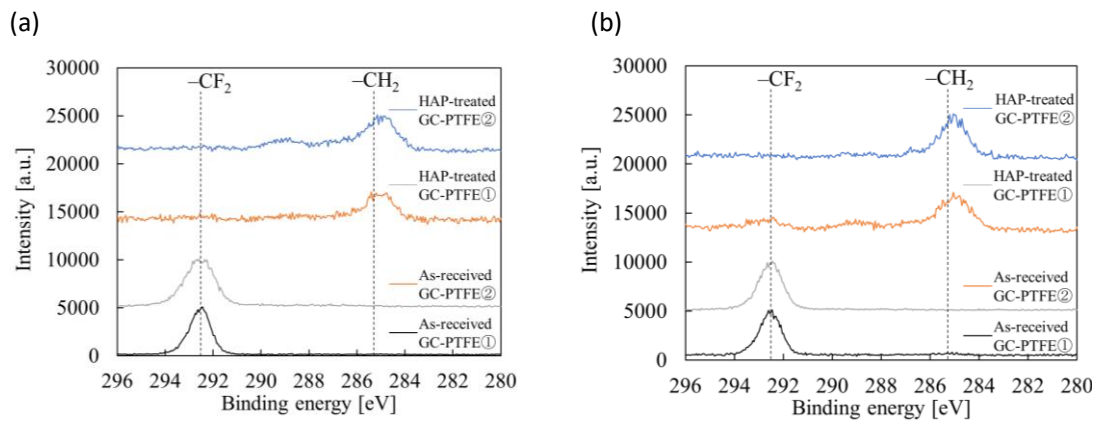 (a)
(b)
–CF₂
–CH₂
HAP-treated
GC-PTFE②
HAP-treated
GC-PTFE①
As-received
GC-PTFE②
As-received
GC-PTFE①
Intensity [a.u.]
30000
25000
20000
15000
10000
5000
0
296 294 292 290 288 286 284 282 280
Binding energy [eV]
–CF₂
–CH₂
HAP-treated
GC-PTFE②
HAP-treated
GC-PTFE①
As-received
GC-PTFE②
As-received
GC-PTFE①
Intensity [a.u.]
30000
25000
20000
15000
10000
5000
0
296 294 292 290 288 286 284 282 280
Binding energy [eV]